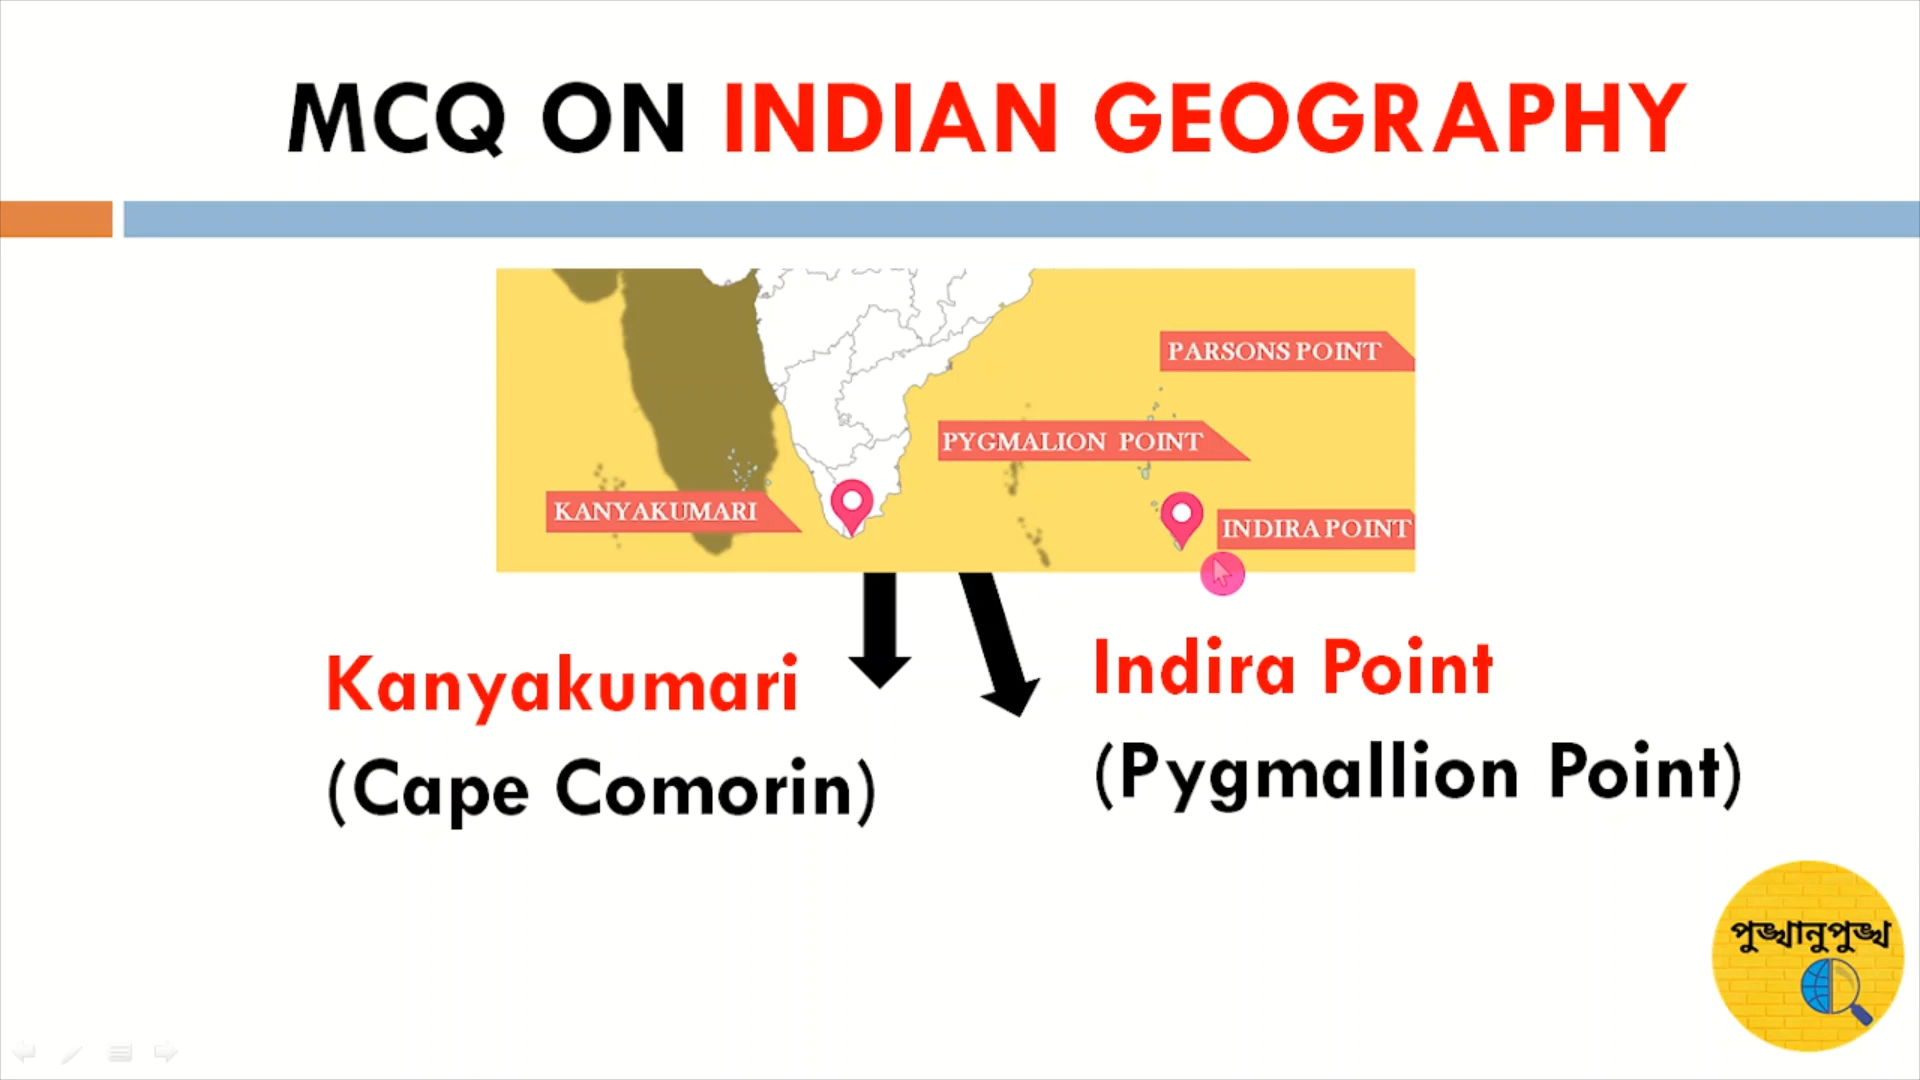 MCQ ON INDIAN GEOGRAPHY
PARSONS POINT
PYGMALION POINT
KANYAKUMARI
INDIRA POINT
Kanyakumari
(Cape Comorin)
Indira Point
(Pygmallion Point)
পুঙ্খানুপুঙ্খ